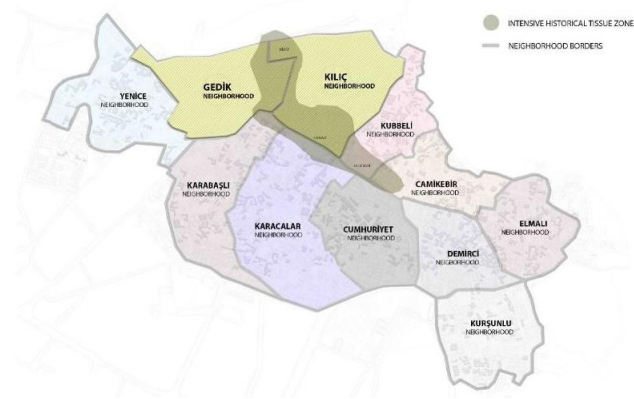 INTENSIVE HISTORICAL TISSUE ZONE
NEIGHBORHOOD BORDERS
YENİCE
NEIGHBORHOOD
GEDİK
NEIGHBORHOOD
KILIÇ
NEIGHBORHOOD
KUBBELİ
NEIGHBORHOOD
KARABAŞLI
NEIGHBORHOOD
CAMİKEBİR
NEIGHBORHOOD
KARACALAR
NEIGHBORHOOD
CUMHURİYET
NEIGHBORHOOD
ELMALI
NEIGHBORHOOD
DEMİRCİ
NEIGBORHOOD
KURŞUNLU
NEIGHBORHOOD